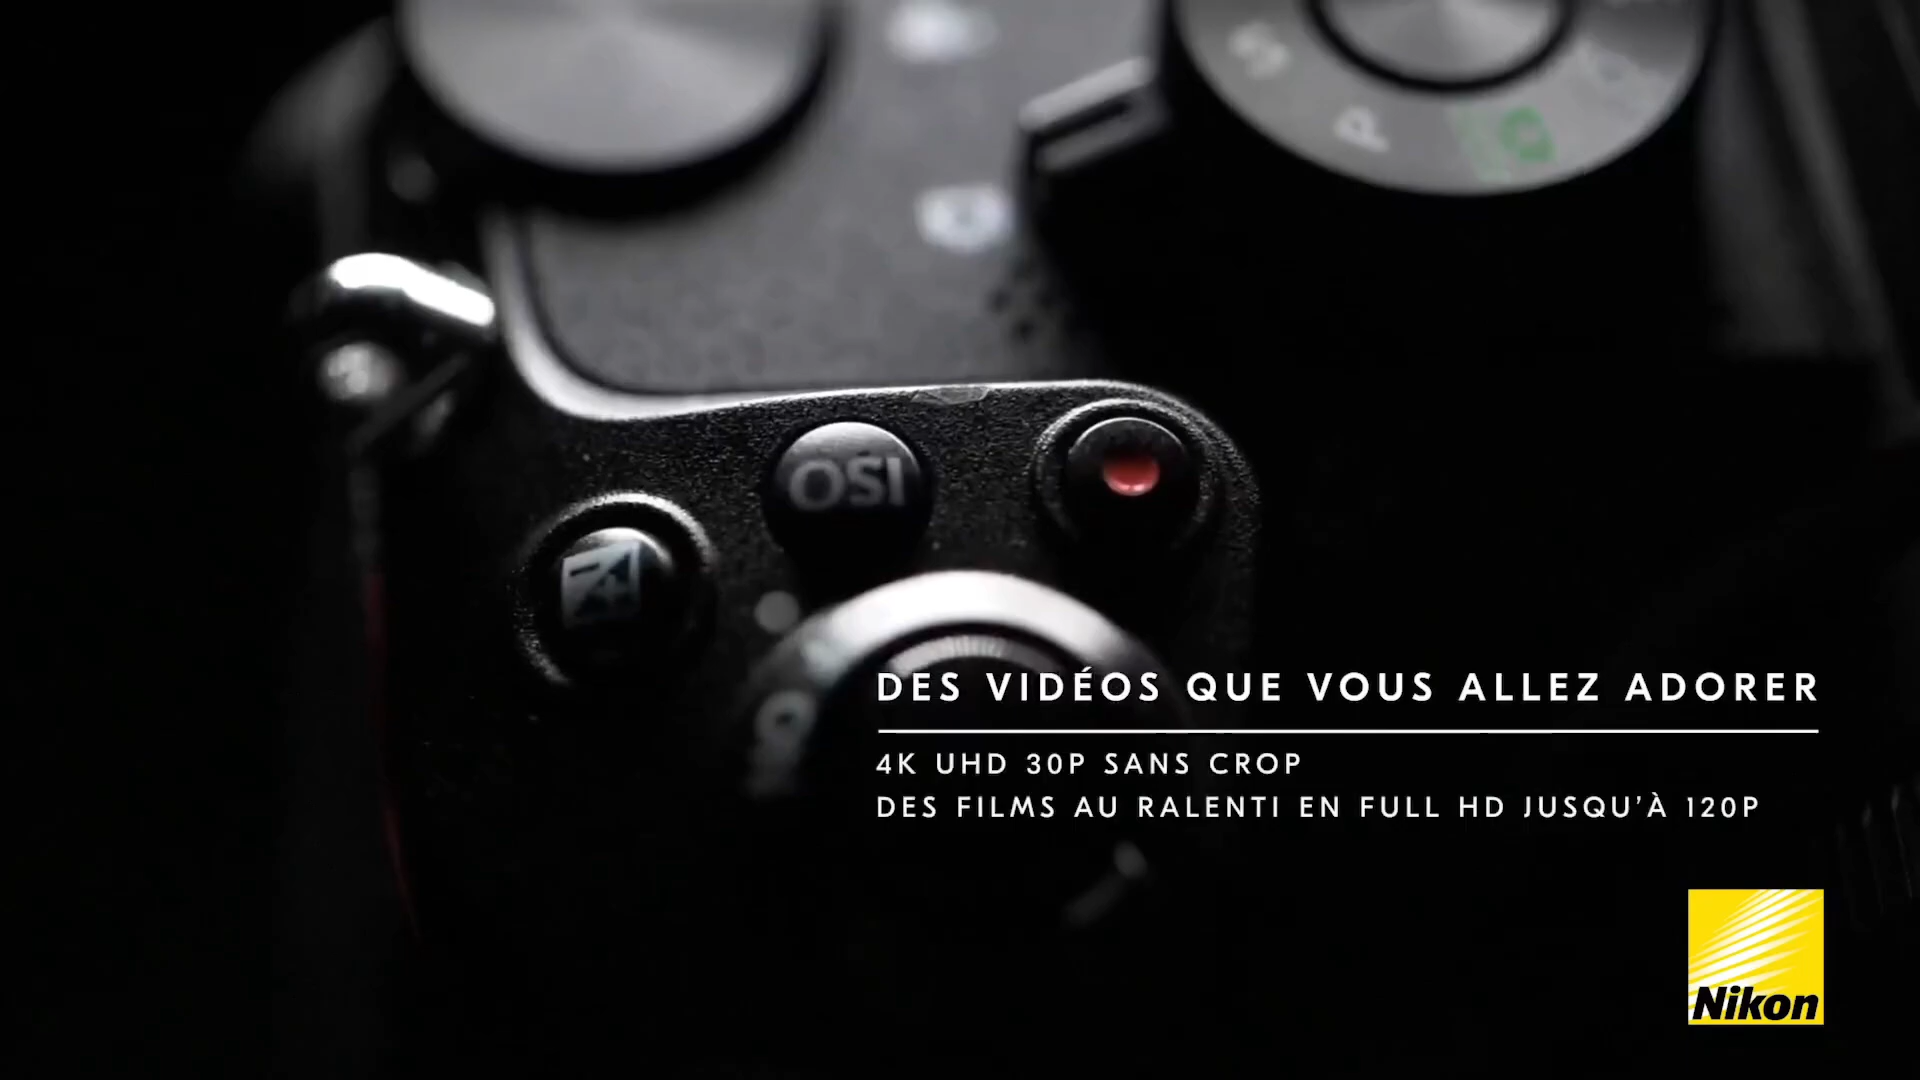 P
OSI
DES VIDÉOS QUE VOUS ALLEZ ADORER
4K UHD 30P SANS CROP
DES FILMS AU RALENTI EN FULL HD JUSQU'À 120P
Nikon